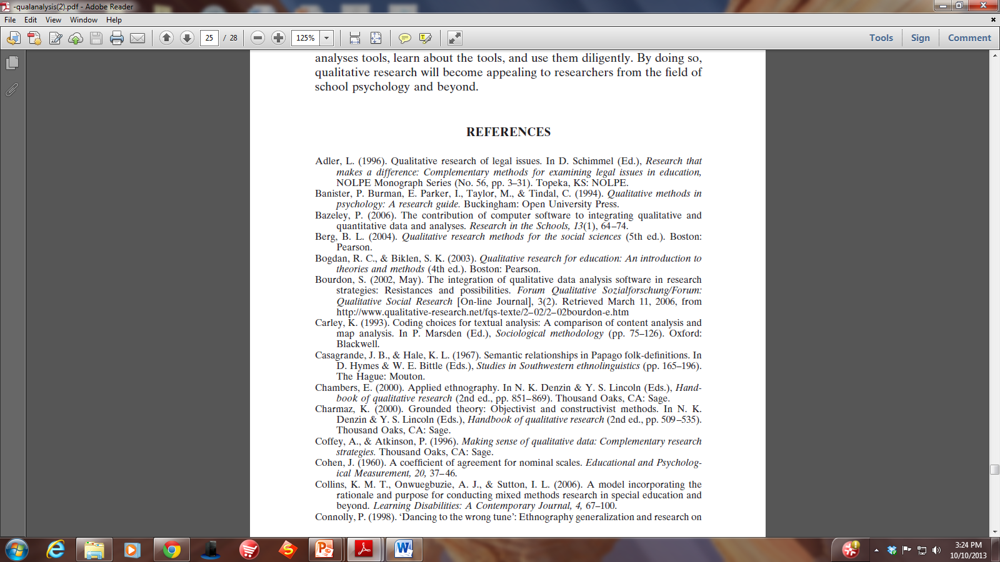 -qualanalysis(2).pdf - Adobe Reader
File Edit View Window Help
25 / 28 125% Tools Sign Comment
analyses tools, learn about the tools, and use them diligently. By doing so,
qualitative research will become appealing to researchers from the field of
school psychology and beyond.
REFERENCES
Adler, L. (1996). Qualitative research of legal issues. In D. Schimmel (Ed.), Research that
makes a difference: Complementary methods for examining legal issues in education,
NOLPE Monograph Series (No. 56, pp. 3–31). Topeka, KS: NOLPE.
Banister, P. Burman, E. Parker, I., Taylor, M., & Tindal, C. (1994). Qualitative methods in
psychology: A research guide. Buckingham: Open University Press.
Bazeley, P. (2006). The contribution of computer software to integrating qualitative and
quantitative data and analyses. Research in the Schools, 13(1), 64–74.
Berg, B. L. (2004). Qualitative research methods for the social sciences (5th ed.). Boston:
Pearson.
Bogdan, R. C., & Biklen, S. K. (2003). Qualitative research for education: An introduction to
theories and methods (4th ed.). Boston: Pearson.
Bourdon, S. (2002, May). The integration of qualitative data analysis software in research
strategies: Resistances and possibilities. Forum Qualitative Sozialforschung/Forum:
Qualitative Social Research [On-line Journal], 3(2). Retrieved March 11, 2006, from
http://www.qualitative-research.net/fqs-texte/2–02/2–02bourdon-e.htm
Carley, K. (1993). Coding choices for textual analysis: A comparison of content analysis and
map analysis. In P. Marsden (Ed.), Sociological methodology (pp. 75–126). Oxford:
Blackwell.
Casagrande, J. B., & Hale, K. L. (1967). Semantic relationships in Papago folk-definitions. In
D. Hymes & W. E. Bittle (Eds.), Studies in Southwestern ethnolinguistics (pp. 165–196).
The Hague: Mouton.
Chambers, E. (2000). Applied ethnography. In N. K. Denzin & Y. S. Lincoln (Eds.), Hand-
book of qualitative research (2nd ed., pp. 851–869). Thousand Oaks, CA: Sage.
Charmaz, K. (2000). Grounded theory: Objectivist and constructivist methods. In N. K.
Denzin & Y. S. Lincoln (Eds.), Handbook of qualitative research (2nd ed., pp. 509–535).
Thousand Oaks, CA: Sage.
Coffey, A., & Atkinson, P. (1996). Making sense of qualitative data: Complementary research
strategies. Thousand Oaks, CA: Sage.
Cohen, J. (1960). A coefficient of agreement for nominal scales. Educational and Psycholog-
ical Measurement, 20, 37–46.
Collins, K. M. T., Onwuegbuzie, A. J., & Sutton, I. L. (2006). A model incorporating the
rationale and purpose for conducting mixed methods research in special education and
beyond. Learning Disabilities: A Contemporary Journal, 4, 67–100.
Connolly, P. (1998). ‘Dancing to the wrong tune’: Ethnography generalization and research on
3:24 PM
10/10/2013